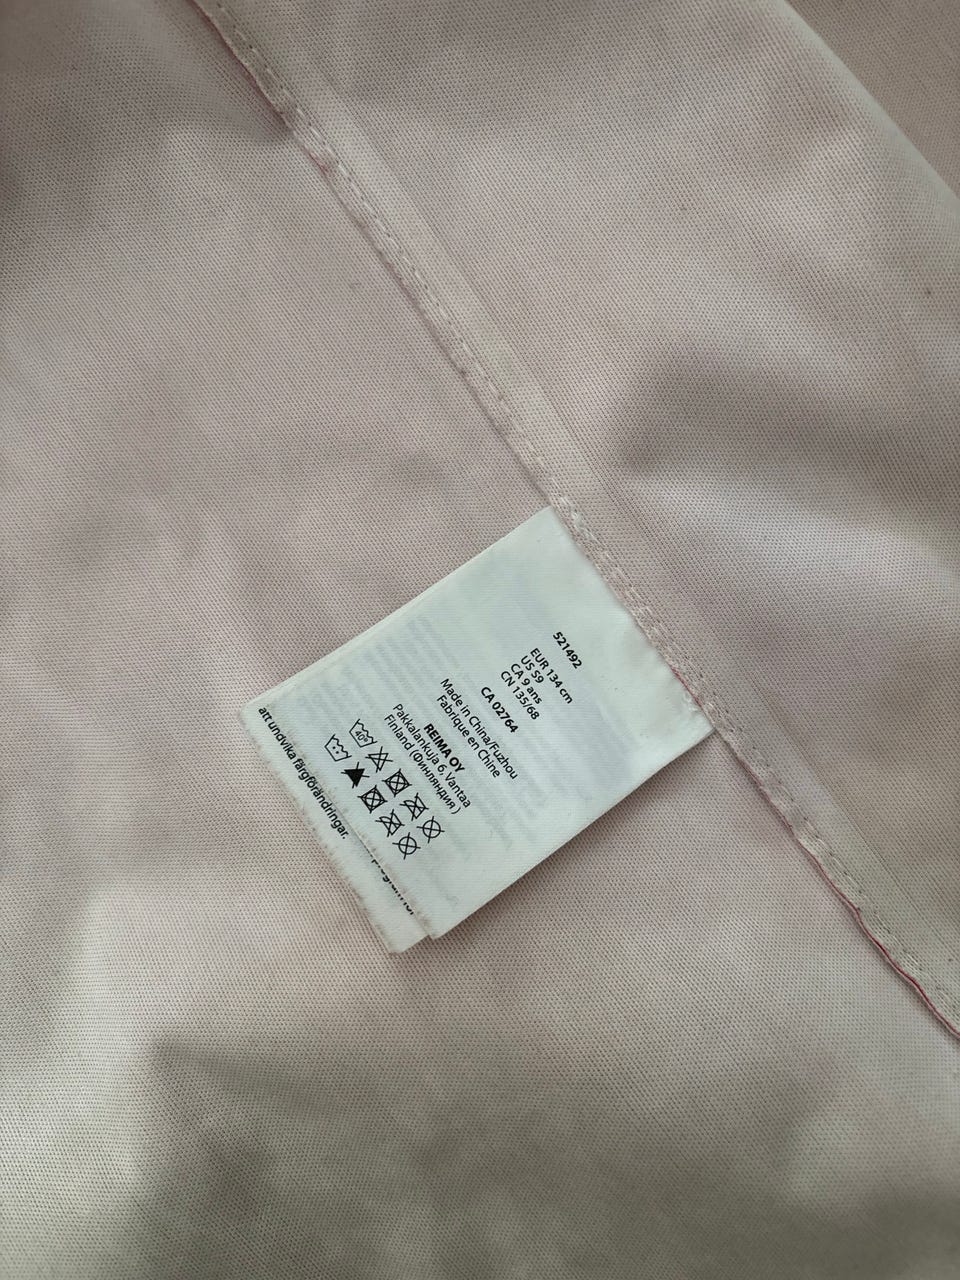 521492
EUR 134 cm
US S9
CA 9 ans
CN 135/68
CA 02764
Made in China/Fuzhou
Fabrique en Chine
REIMA OY
Pakkalankuja 6, Vantaa
Finland (Финляндия)
40°
att undvika färgförändringar.